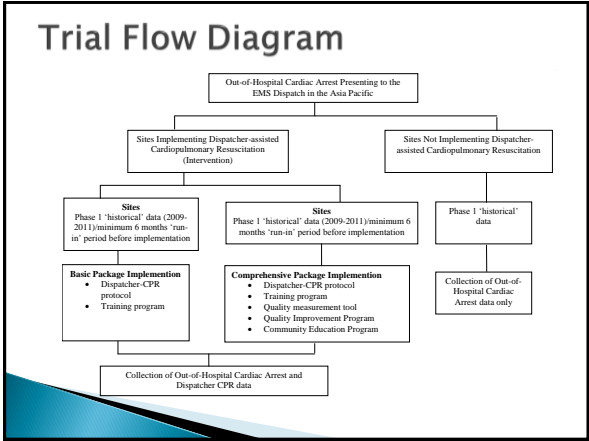 Trial Flow Diagram
Out-of-Hospital Cardiac Arrest Presenting to the
EMS Dispatch in the Asia Pacific
Sites Implementing Dispatcher-assisted
Cardiopulmonary Resuscitation
(Intervention)
Sites Not Implementing Dispatcher-
assisted Cardiopulmonary Resuscitation
Sites
Phase 1 ‘historical’ data (2009-
2011)/minimum 6 months ‘run-
in’ period before implementation
Sites
Phase 1 ‘historical’ data (2009-2011)/minimum 6
months ‘run-in’ period before implementation
Phase 1 ‘historical’
data
Basic Package Implemention
• Dispatcher-CPR
protocol
• Training program
Comprehensive Package Implemention
• Dispatcher-CPR protocol
• Training program
• Quality measurement tool
• Quality Improvement Program
• Community Education Program
Collection of Out-of-
Hospital Cardiac
Arrest data only
Collection of Out-of-Hospital Cardiac Arrest and
Dispatcher CPR data